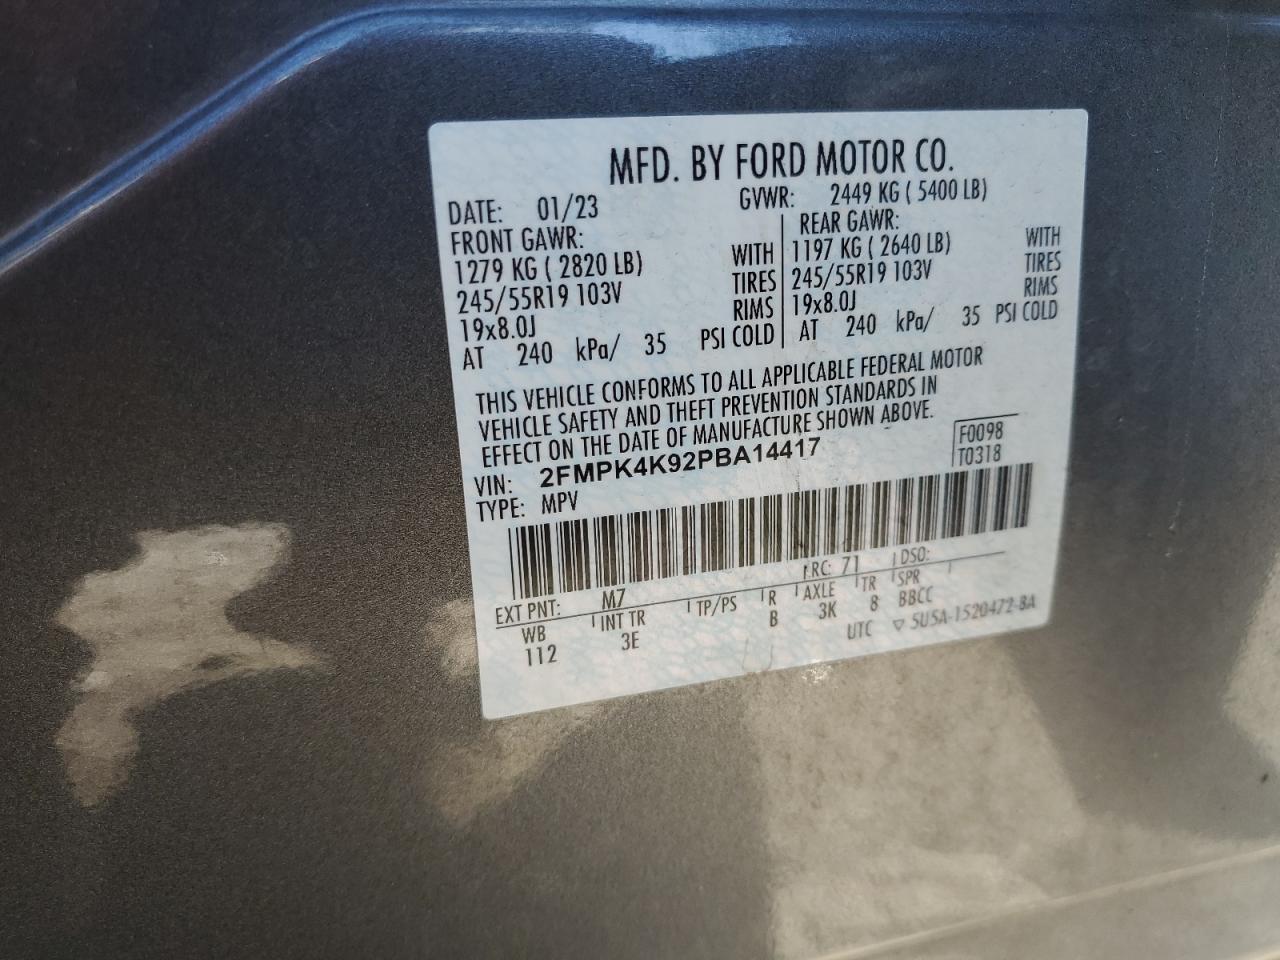 MFD. BY FORD MOTOR CO.
DATE: 01/23 GVWR: 2449 KG ( 5400 LB)
FRONT GAWR: REAR GAWR:
1279 KG ( 2820 LB) WITH 1197 KG ( 2640 LB) WITH
245/55R19 103V TIRES 245/55R19 103V TIRES
19x8.0J RIMS 19x8.0J RIMS
AT 240 kPa/ 35 PSI COLD AT 240 kPa/ 35 PSI COLD
THIS VEHICLE CONFORMS TO ALL APPLICABLE FEDERAL MOTOR
VEHICLE SAFETY AND THEFT PREVENTION STANDARDS IN
EFFECT ON THE DATE OF MANUFACTURE SHOWN ABOVE.
VIN: 2FMPK4K92PBA14417 F0098
TYPE: MPV T0318
EXT PNT: M7 RC: 71 DSO:
WB INT TR TP/PS R AXLE TR SPR
112 3E B 3K 8 BBCC
UTC ▽ 5U5A-1520472-BA